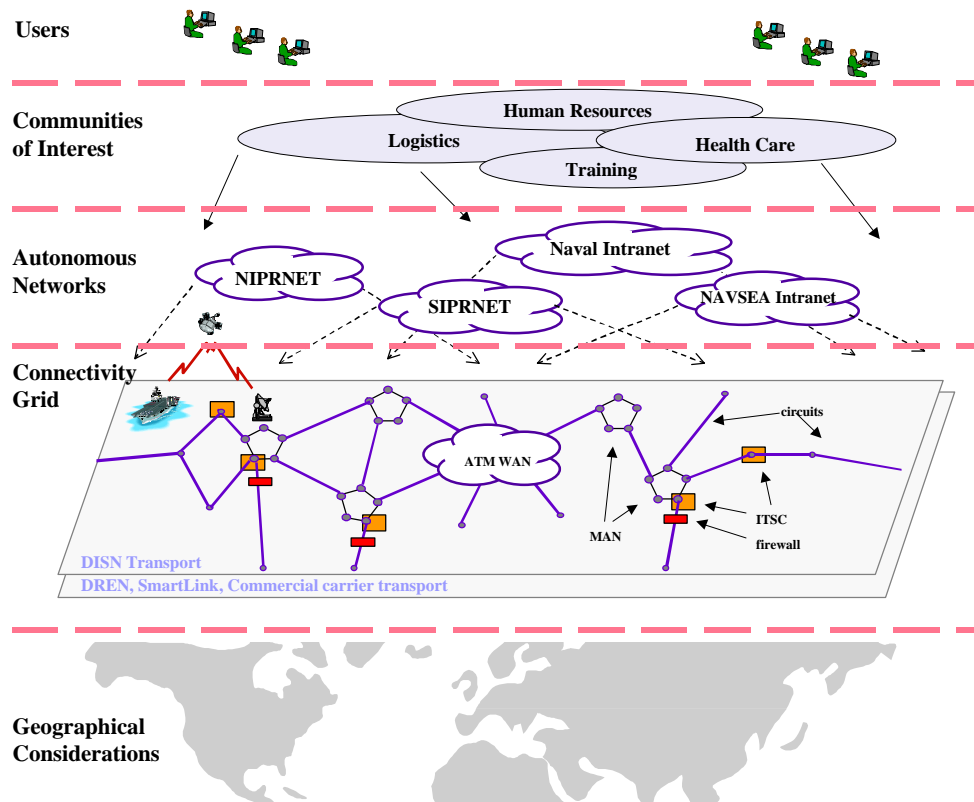 Users
Communities
of Interest
Human Resources
Logistics
Health Care
Training
Autonomous
Networks
Naval Intranet
NIPRNET
SIPRNET
NAVSEA Intranet
Connectivity
Grid
circuits
ATM WAN
MAN
ITSC
firewall
DISN Transport
DREN, SmartLink, Commercial carrier transport
Geographical
Considerations